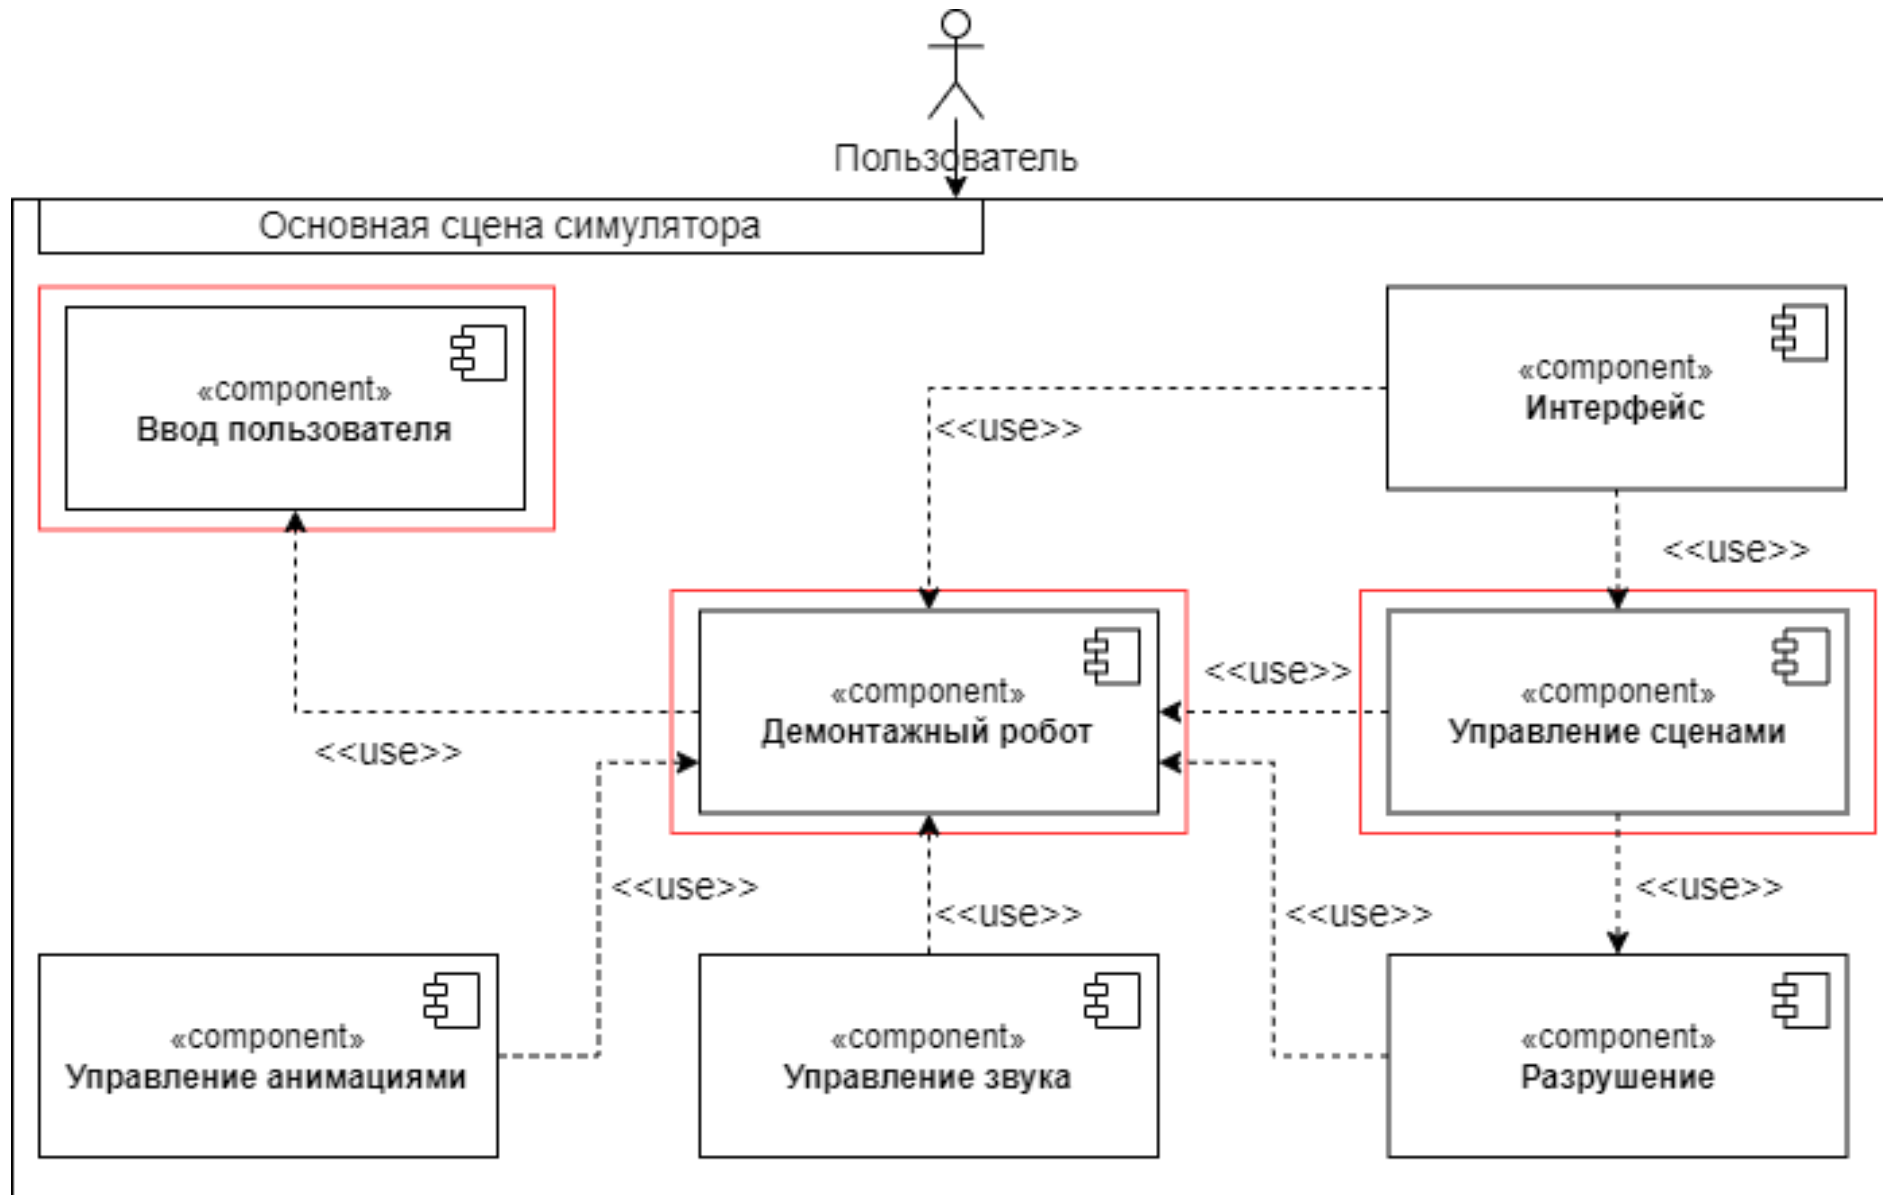 Пользователь
Основная сцена симулятора
«component»
Ввод пользователя
«component»
Интерфейс
<<use>>
<<use>>
«component»
Демонтажный робот
<<use>>
«component»
Управление сценами
<<use>>
<<use>>
<<use>>
<<use>>
<<use>>
«component»
Управление анимациями
«component»
Управление звука
«component»
Разрушение